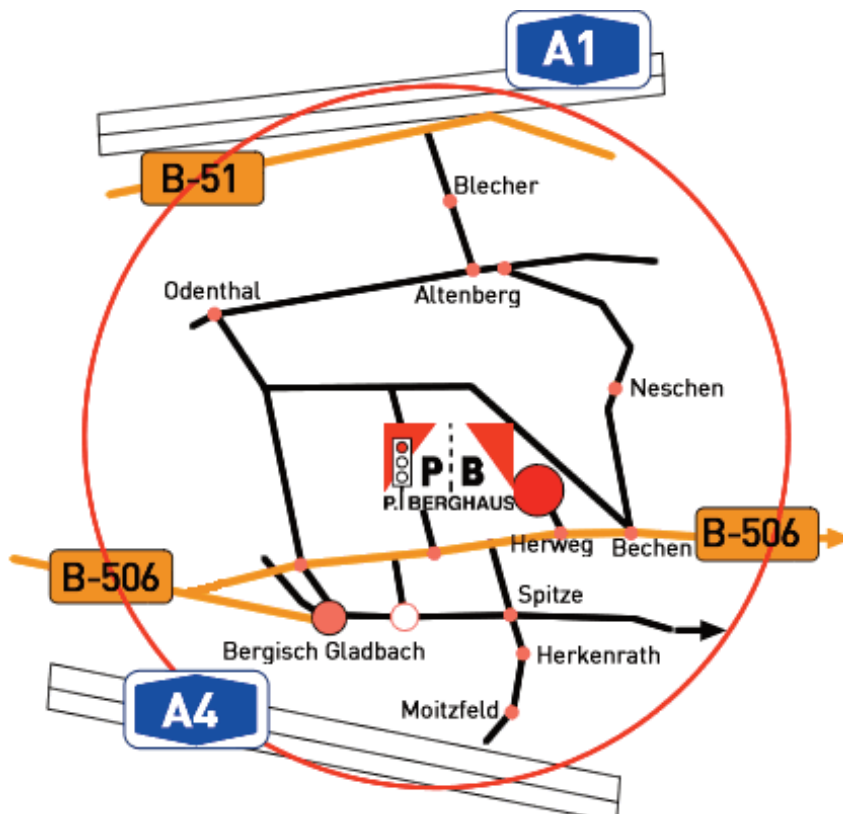 A1
B-51
Blecher
Odenthal
Altenberg
Neschen
P B
P. BERGHAUS
Herweg
Bechen
B-506
B-506
Spitze
Bergisch Gladbach
Herkenrath
Moitzfeld
A4